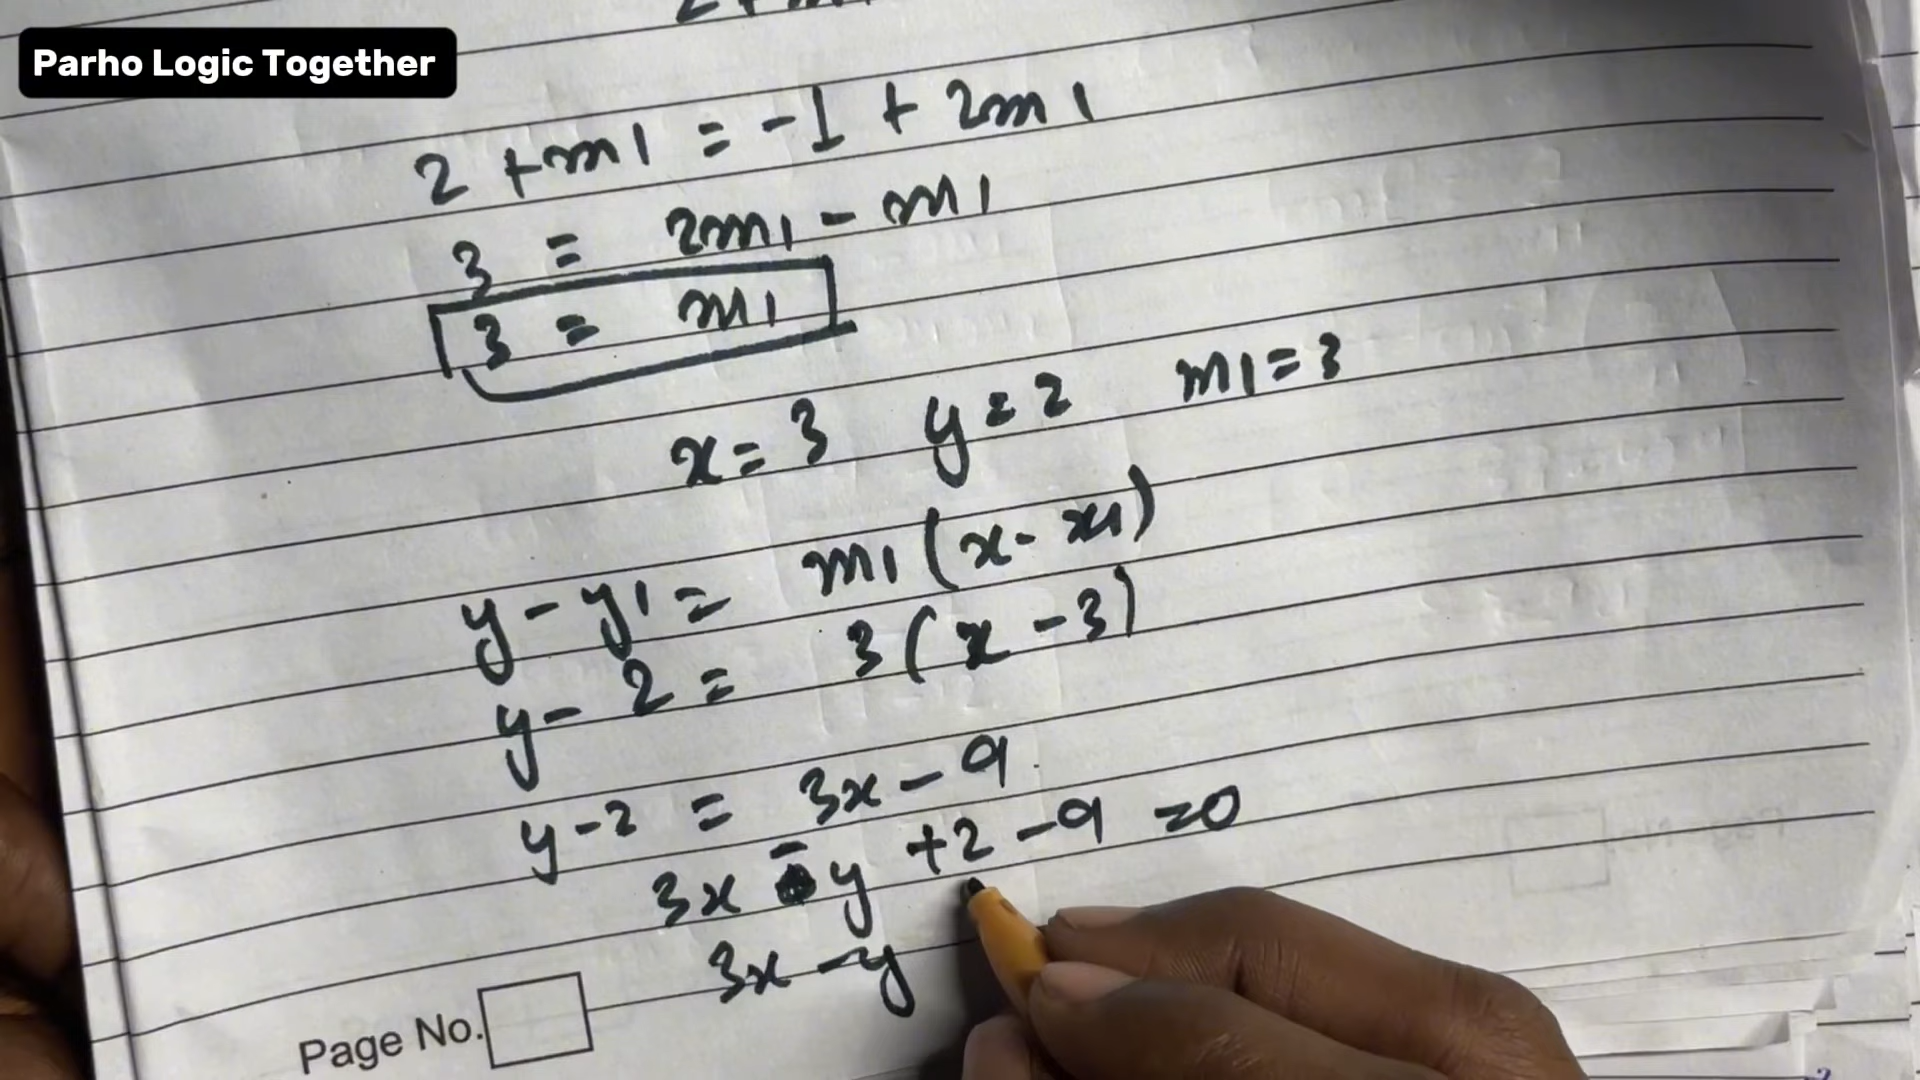 Parho Logic Together
2 + m1 = -1 + 2m1
3 = 2m1 - m1
3 = m1
x = 3 y = 2 m1 = 3
y - y1 = m1 (x - x1)
y - 2 = 3 (x - 3)
y - 2 = 3x - 9
3x - y + 2 - 9 = 0
3x - y
Page No.